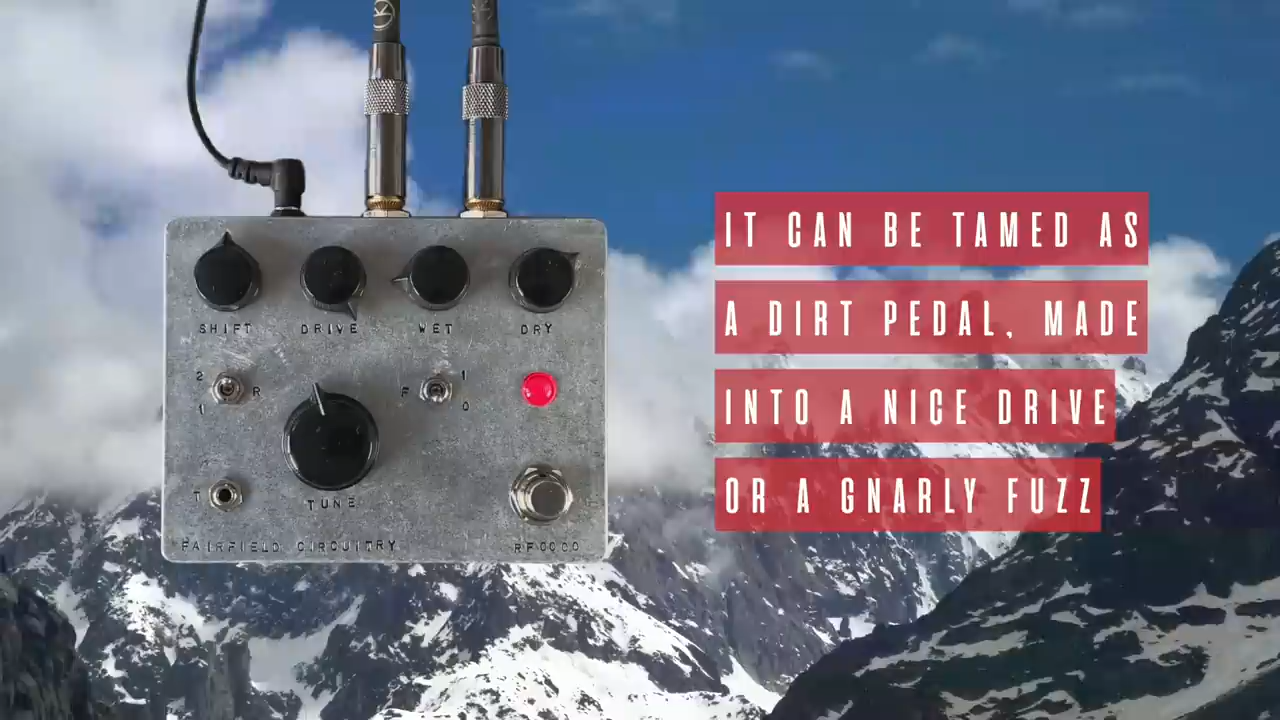 IT CAN BE TAMED AS
A DIRT PEDAL, MADE
INTO A NICE DRIVE
OR A GNARLY FUZZ
SHIFT DRIVE WET DRY
2 R 1
F 1 0
T TUNE
FAIRFIELD CIRCUITRY